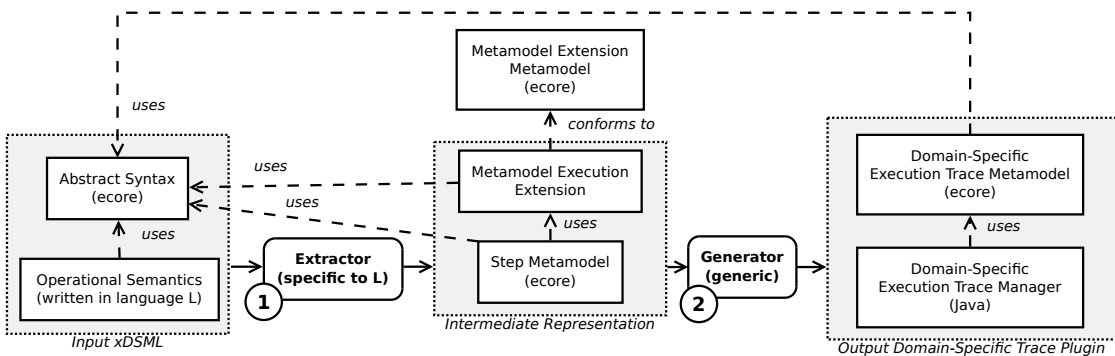 uses
Abstract Syntax
(ecore)
uses
Operational Semantics
(written in language L)
Input xDSML
Extractor
(specific to L)
1
uses
uses
Metamodel Extension
Metamodel
(ecore)
conforms to
Metamodel Execution
Extension
uses
Step Metamodel
(ecore)
Intermediate Representation
Generator
(generic)
2
Domain-Specific
Execution Trace Metamodel
(ecore)
uses
Domain-Specific
Execution Trace Manager
(Java)
Output Domain-Specific Trace Plugin